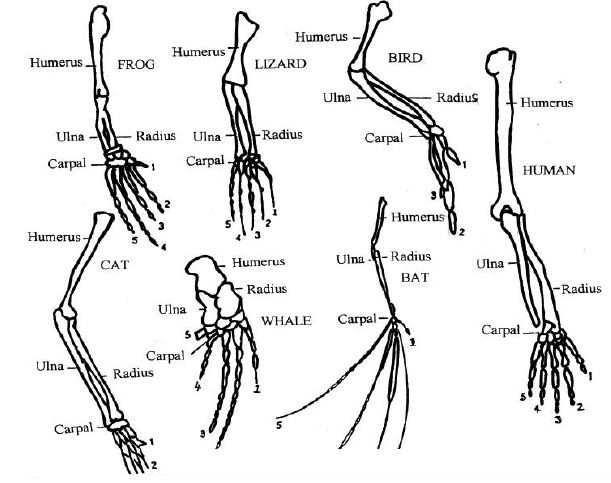 Humerus
FROG
Ulna
Radius
Carpal
1
2
3
4
5
Humerus
LIZARD
Ulna
Radius
Carpal
1
2
3
4
5
Humerus
BIRD
Ulna
Radius
Carpal
1
3
2
Humerus
HUMAN
Ulna
Radius
Carpal
1
2
3
4
5
Humerus
CAT
Ulna
Radius
Carpal
1
2
Humerus
Radius
Ulna
WHALE
5
Carpal
4
1
3
Humerus
Ulna
Radius
BAT
Carpal
5